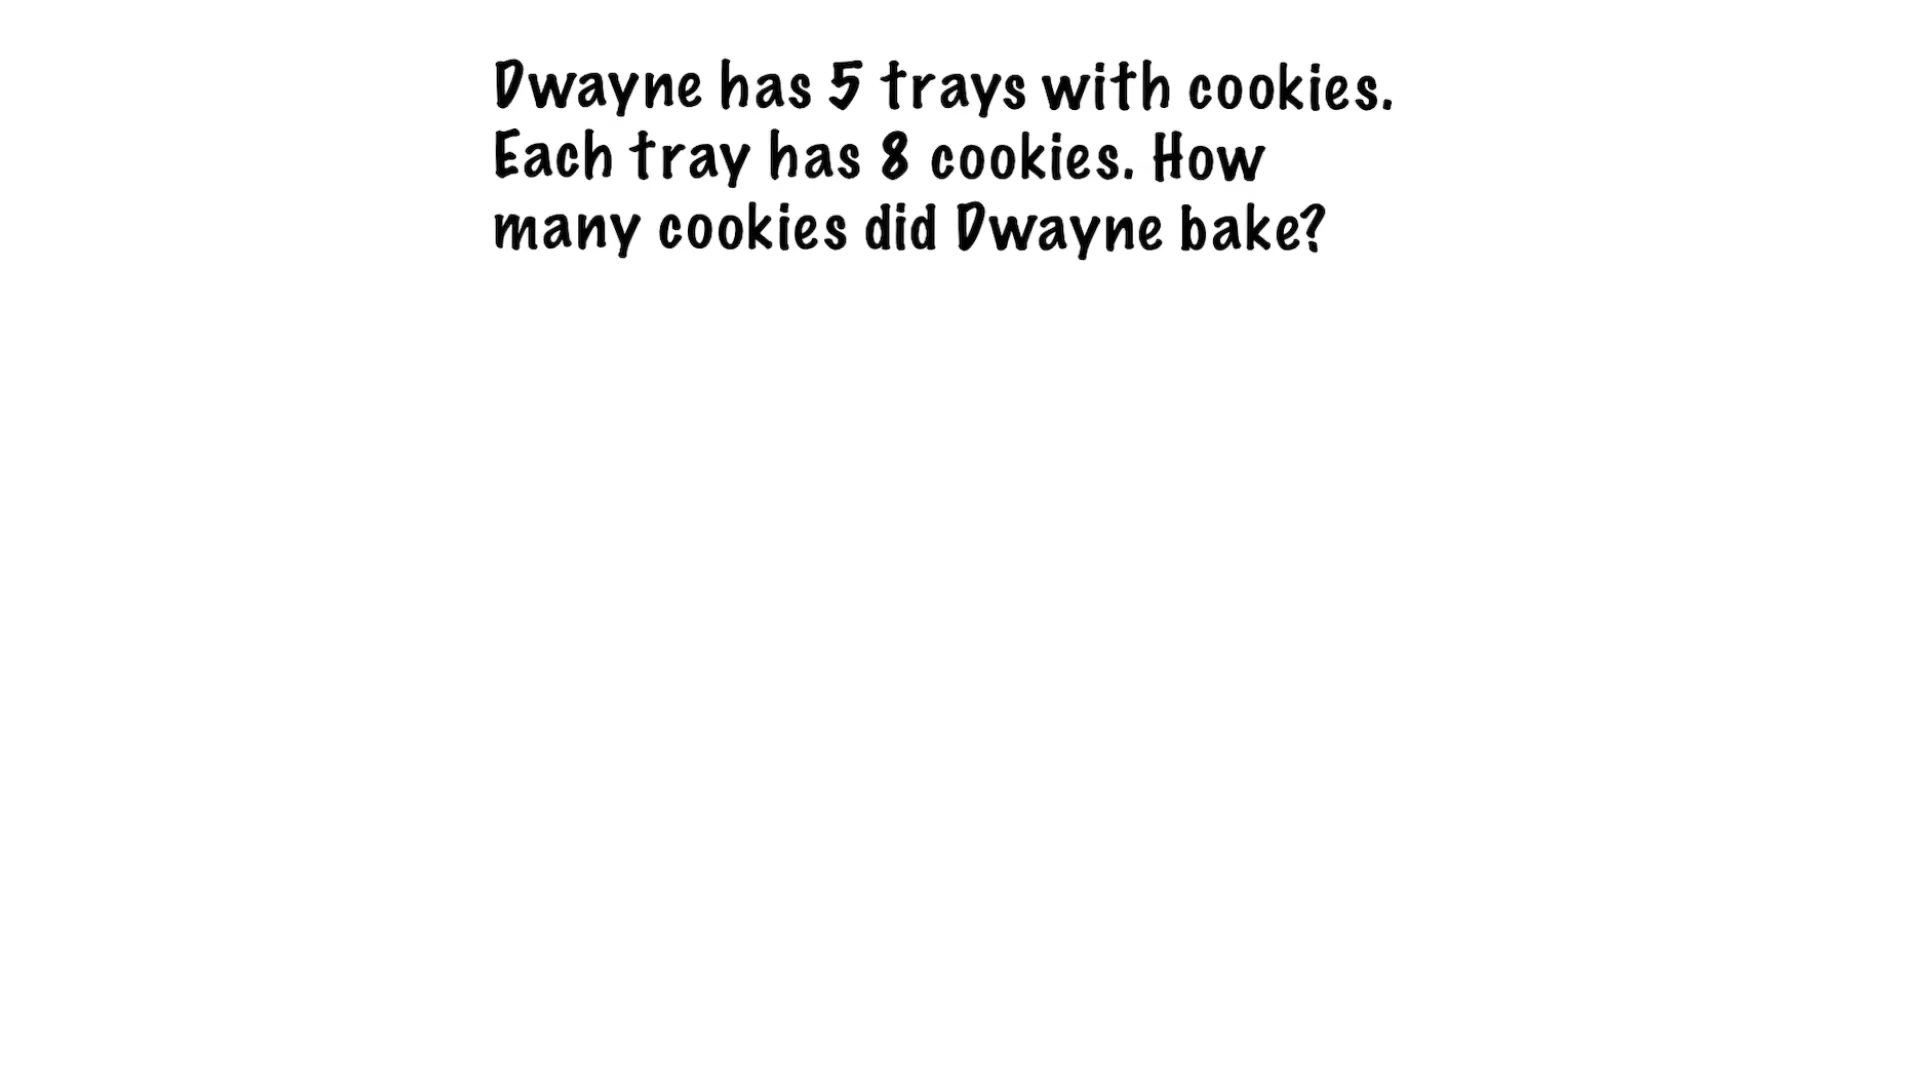 Dwayne has 5 trays with cookies.
Each tray has 8 cookies. How
many cookies did Dwayne bake?